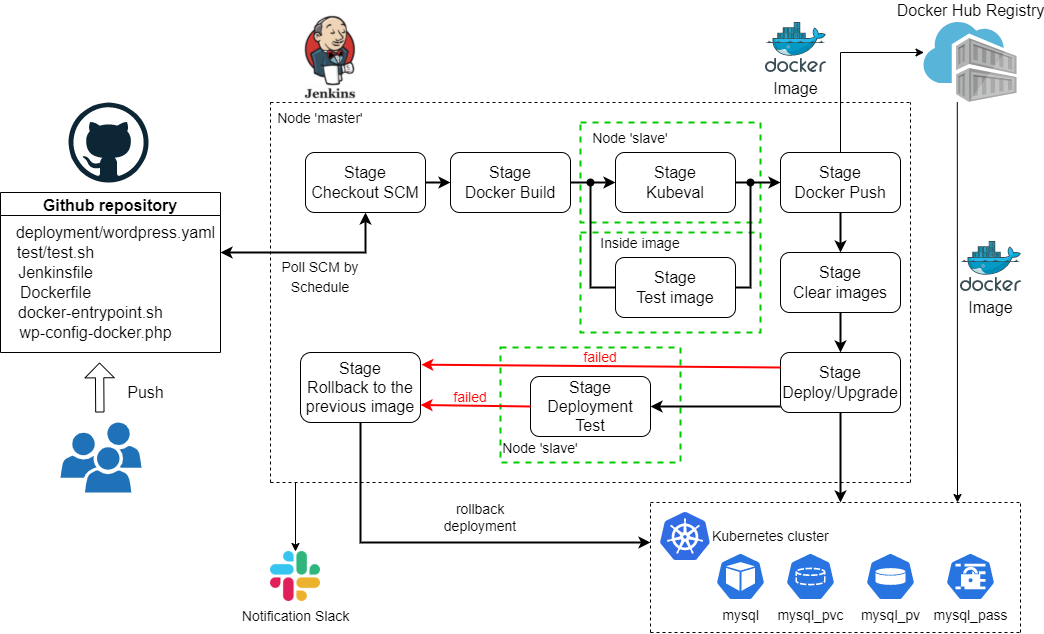 Docker Hub Registry
docker
Image
Jenkins
Node 'master'
Node 'slave'
Stage
Checkout SCM
Stage
Docker Build
Stage
Kubeval
Stage
Docker Push
Github repository
deployment/wordpress.yaml
test/test.sh
Jenkinsfile
Dockerfile
docker-entrypoint.sh
wp-config-docker.php
Poll SCM by
Schedule
Inside image
Stage
Test image
Stage
Clear images
docker
Image
Stage
Rollback to the
previous image
failed
failed
Stage
Deployment
Test
Node 'slave'
Stage
Deploy/Upgrade
Push
rollback
deployment
Notification Slack
Kubernetes cluster
mysql
mysql_pvc
mysql_pv
mysql_pass